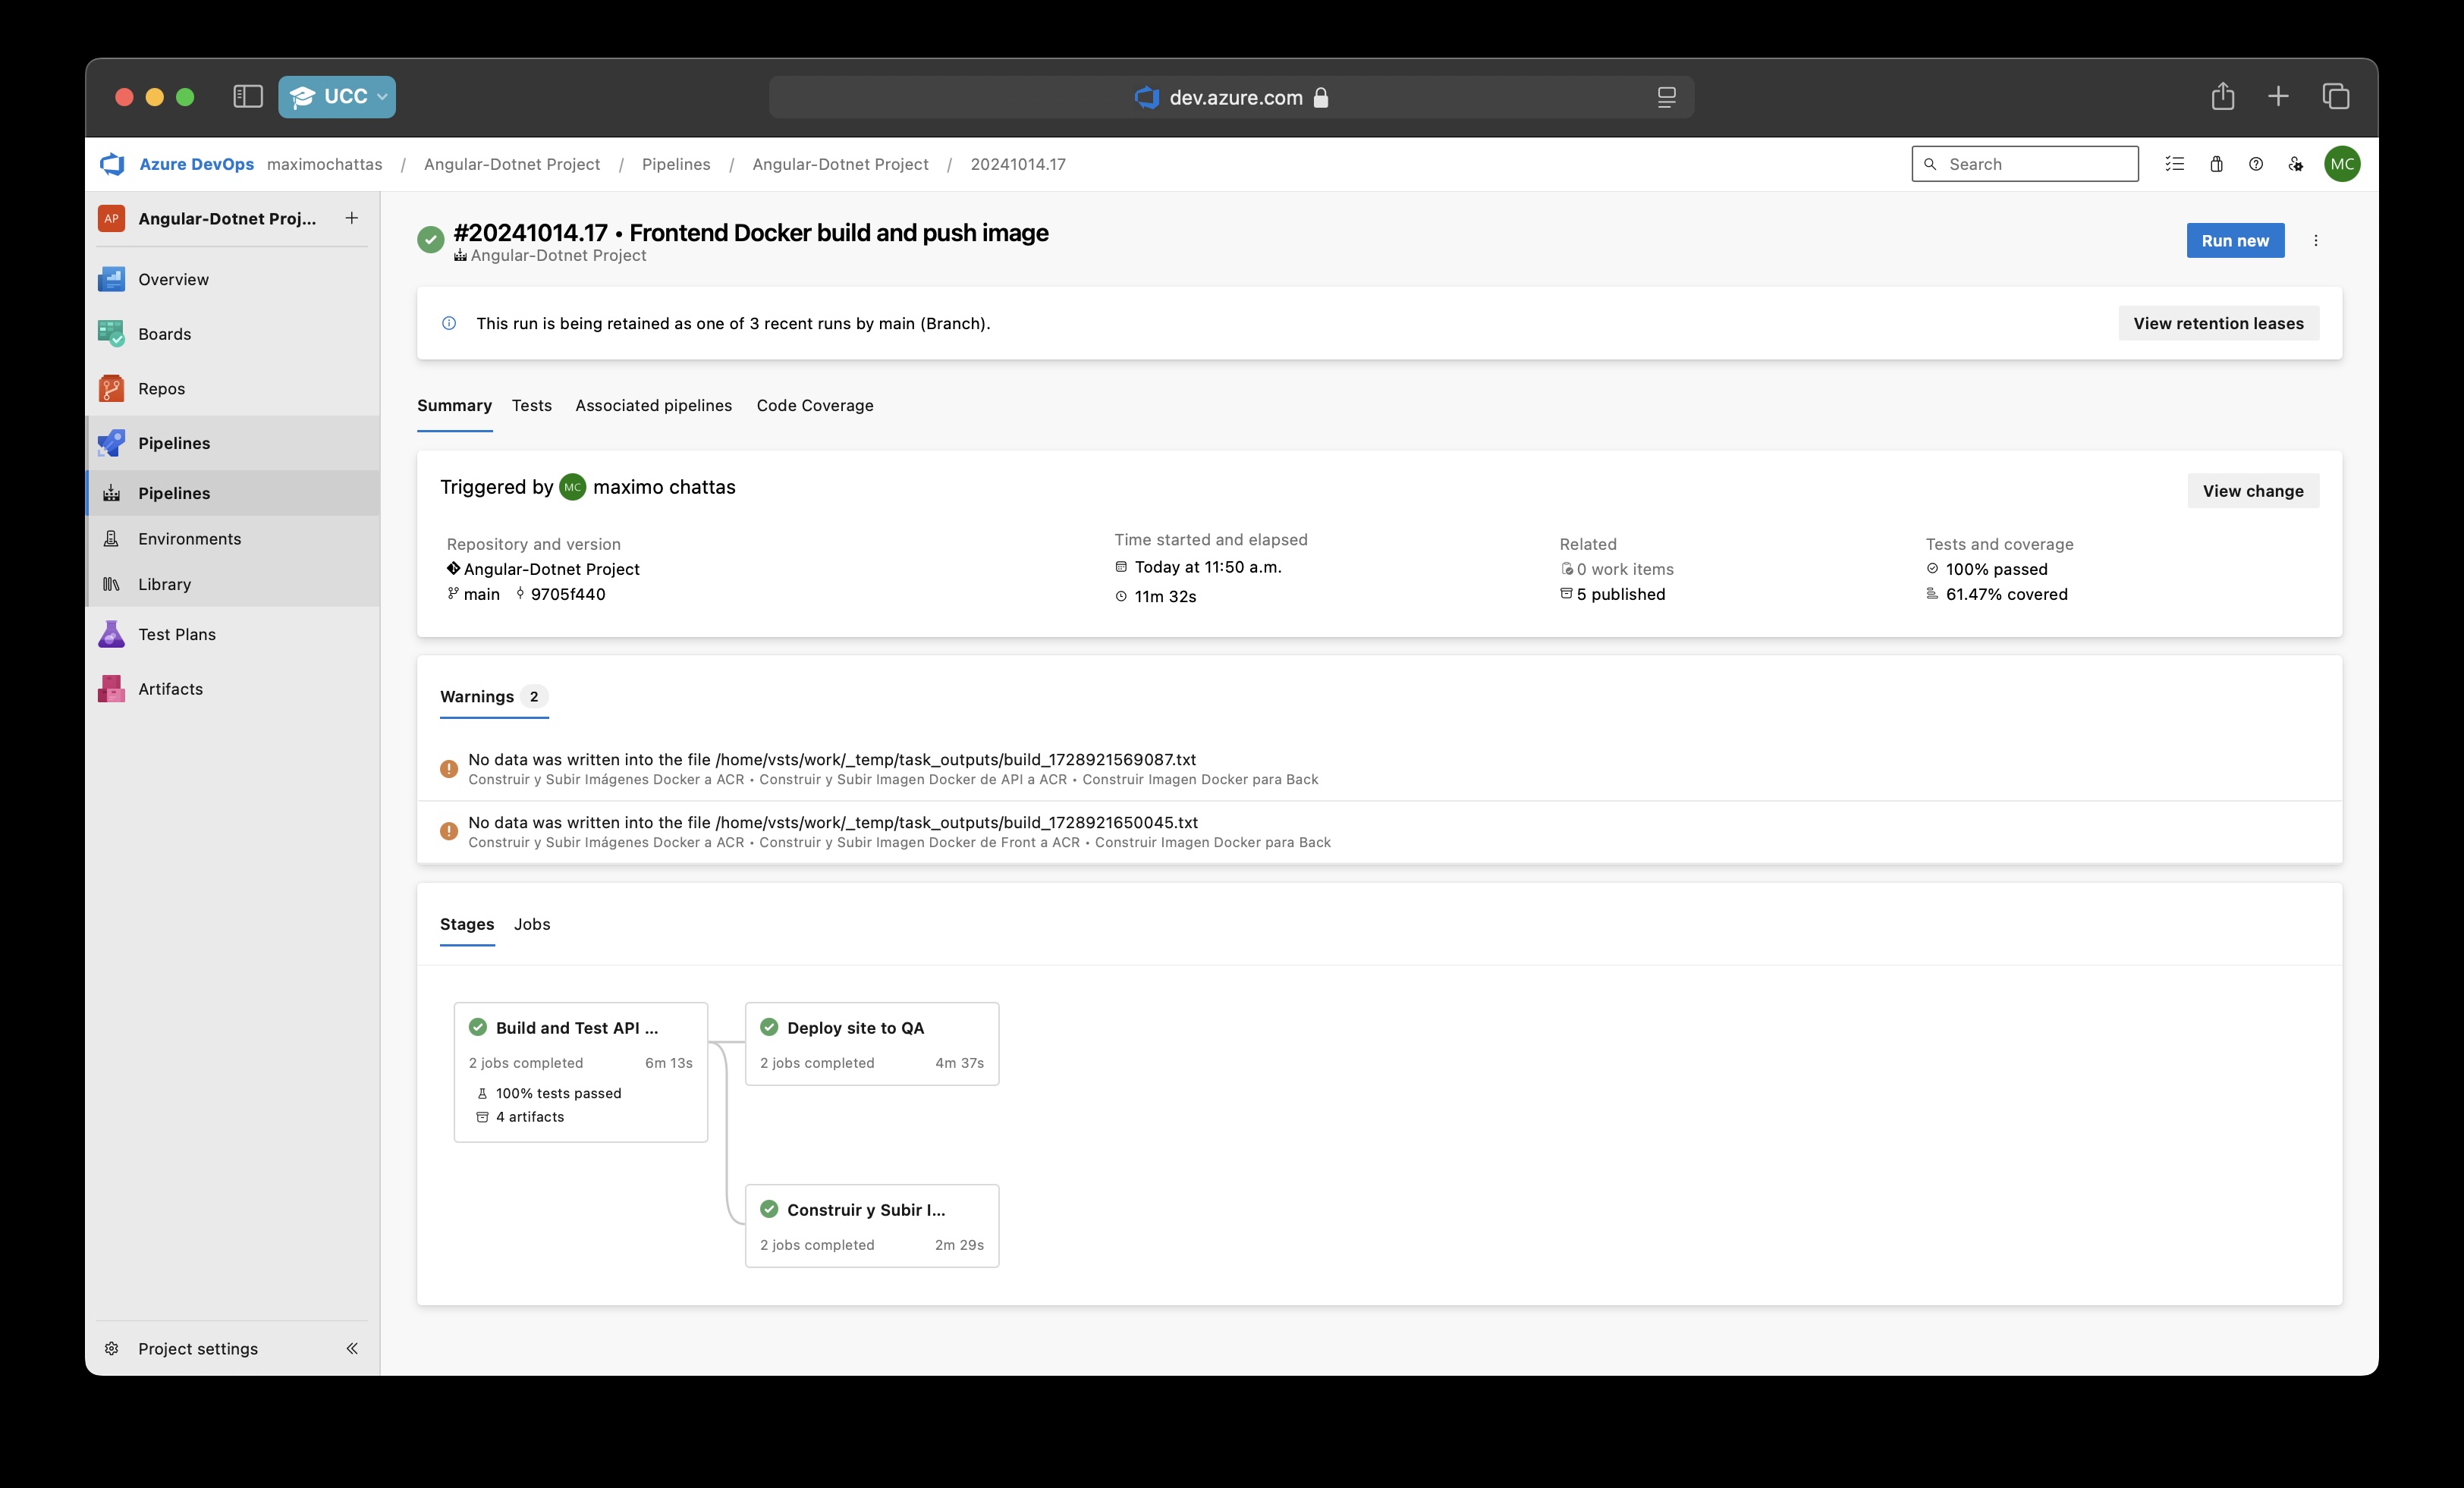 UCC
dev.azure.com
Azure DevOps maximochattas / Angular-Dotnet Project / Pipelines / Angular-Dotnet Project / 20241014.17
Search
MC
AP Angular-Dotnet Proj...
Overview
Boards
Repos
Pipelines
Pipelines
Environments
Library
Test Plans
Artifacts
Project settings
#20241014.17 • Frontend Docker build and push image
Angular-Dotnet Project
Run new
This run is being retained as one of 3 recent runs by main (Branch).
View retention leases
Summary Tests Associated pipelines Code Coverage
Triggered by MC maximo chattas
View change
Repository and version
Angular-Dotnet Project
main 9705f440
Time started and elapsed
Today at 11:50 a.m.
11m 32s
Related
0 work items
5 published
Tests and coverage
100% passed
61.47% covered
Warnings 2
No data was written into the file /home/vsts/work/_temp/task_outputs/build_1728921569087.txt
Construir y Subir Imágenes Docker a ACR • Construir y Subir Imagen Docker de API a ACR • Construir Imagen Docker para Back
No data was written into the file /home/vsts/work/_temp/task_outputs/build_1728921650045.txt
Construir y Subir Imágenes Docker a ACR • Construir y Subir Imagen Docker de Front a ACR • Construir Imagen Docker para Back
Stages Jobs
Build and Test API ...
2 jobs completed 6m 13s
100% tests passed
4 artifacts
Deploy site to QA
2 jobs completed 4m 37s
Construir y Subir I...
2 jobs completed 2m 29s